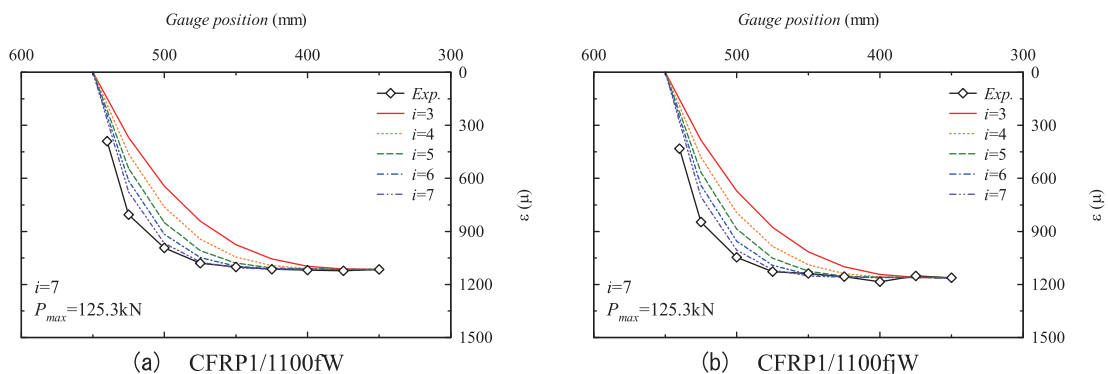 Gauge position (mm)
600 500 400 300
0
300
600
900
1200
1500
ε (μ)
Exp.
i=3
i=4
i=5
i=6
i=7
i=7
Pmax=125.3kN
(a) CFRP1/1100fW
Gauge position (mm)
600 500 400 300
0
300
600
900
1200
1500
ε (μ)
Exp.
i=3
i=4
i=5
i=6
i=7
i=7
Pmax=125.3kN
(b) CFRP1/1100fjW